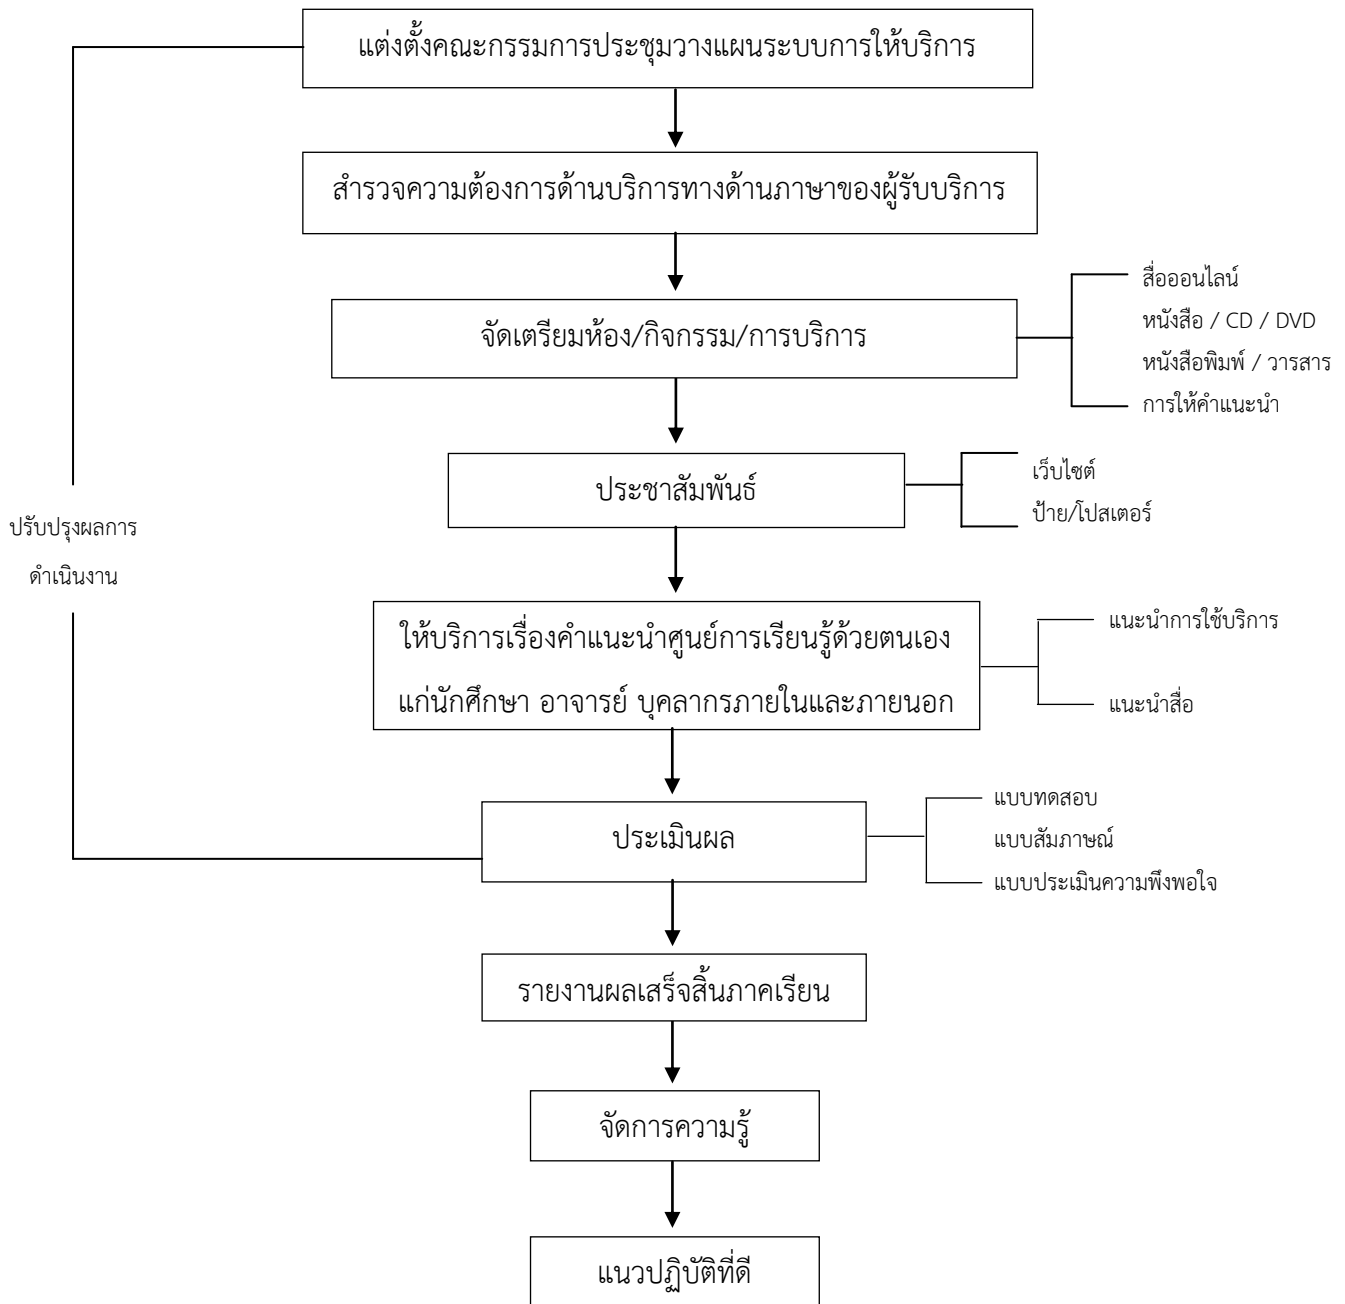 แต่งตั้งคณะกรรมการประชุมวางแผนระบบการให้บริการ
สำรวจความต้องการด้านบริการทางด้านภาษาของผู้รับบริการ
จัดเตรียมห้อง/กิจกรรม/การบริการ
สื่อออนไลน์
หนังสือ / CD / DVD
หนังสือพิมพ์ / วารสาร
การให้คำแนะนำ
ประชาสัมพันธ์
เว็บไซต์
ป้าย/โปสเตอร์
ปรับปรุงผลการ
ดำเนินงาน
ให้บริการเรื่องคำแนะนำศูนย์การเรียนรู้ด้วยตนเอง
แก่นักศึกษา อาจารย์ บุคลากรภายในและภายนอก
แนะนำการใช้บริการ
แนะนำสื่อ
ประเมินผล
แบบทดสอบ
แบบสัมภาษณ์
แบบประเมินความพึงพอใจ
รายงานผลเสร็จสิ้นภาคเรียน
จัดการความรู้
แนวปฏิบัติที่ดี